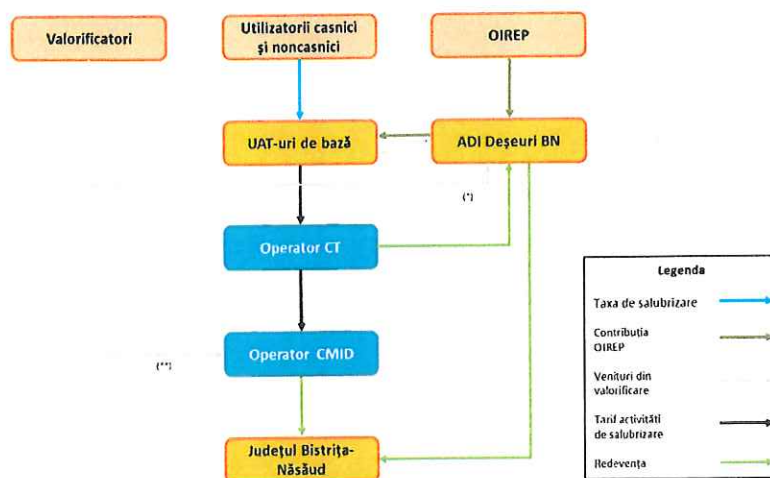 Valorificatori
Utilizatorii casnici
și noncasnici
OIREP
UAT-uri de bază
ADI Deșeuri BN
(*)
Operator CT
Operator CMID
(**)
Județul Bistrița-
Năsăud
Legenda
Taxa de salubrizare
Contribuția
OIREP
Venituri din
valorificare
Tarif activități
de salubrizare
Redevența